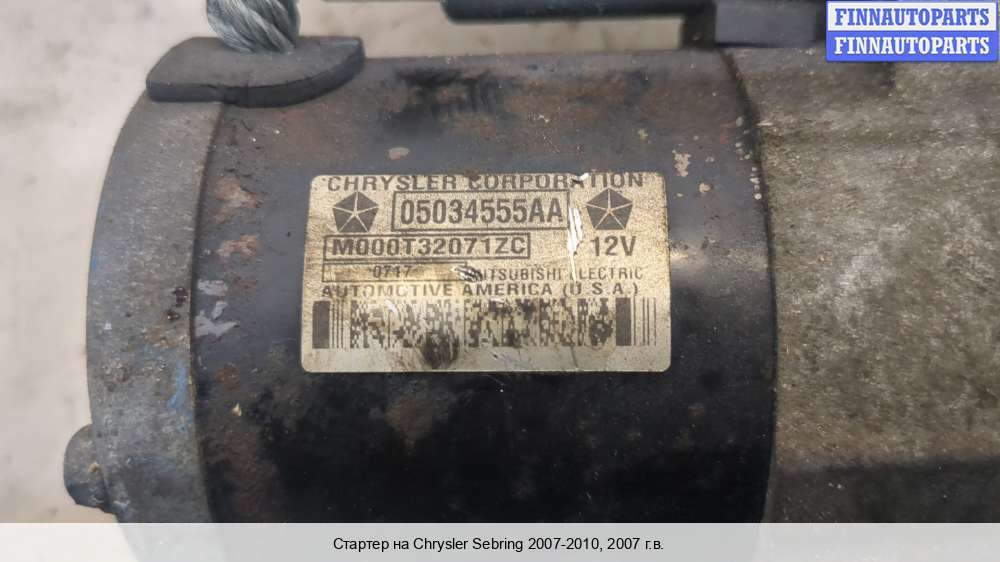 FINNAUTOPARTS
FINNAUTOPARTS
CHRYSLER CORPORATION
05034555AA
M000T32071ZC 12V
0717 MITSUBISHI ELECTRIC
AUTOMOTIVE AMERICA (U.S.A.)
Стартер на Chrysler Sebring 2007-2010, 2007 г.в.